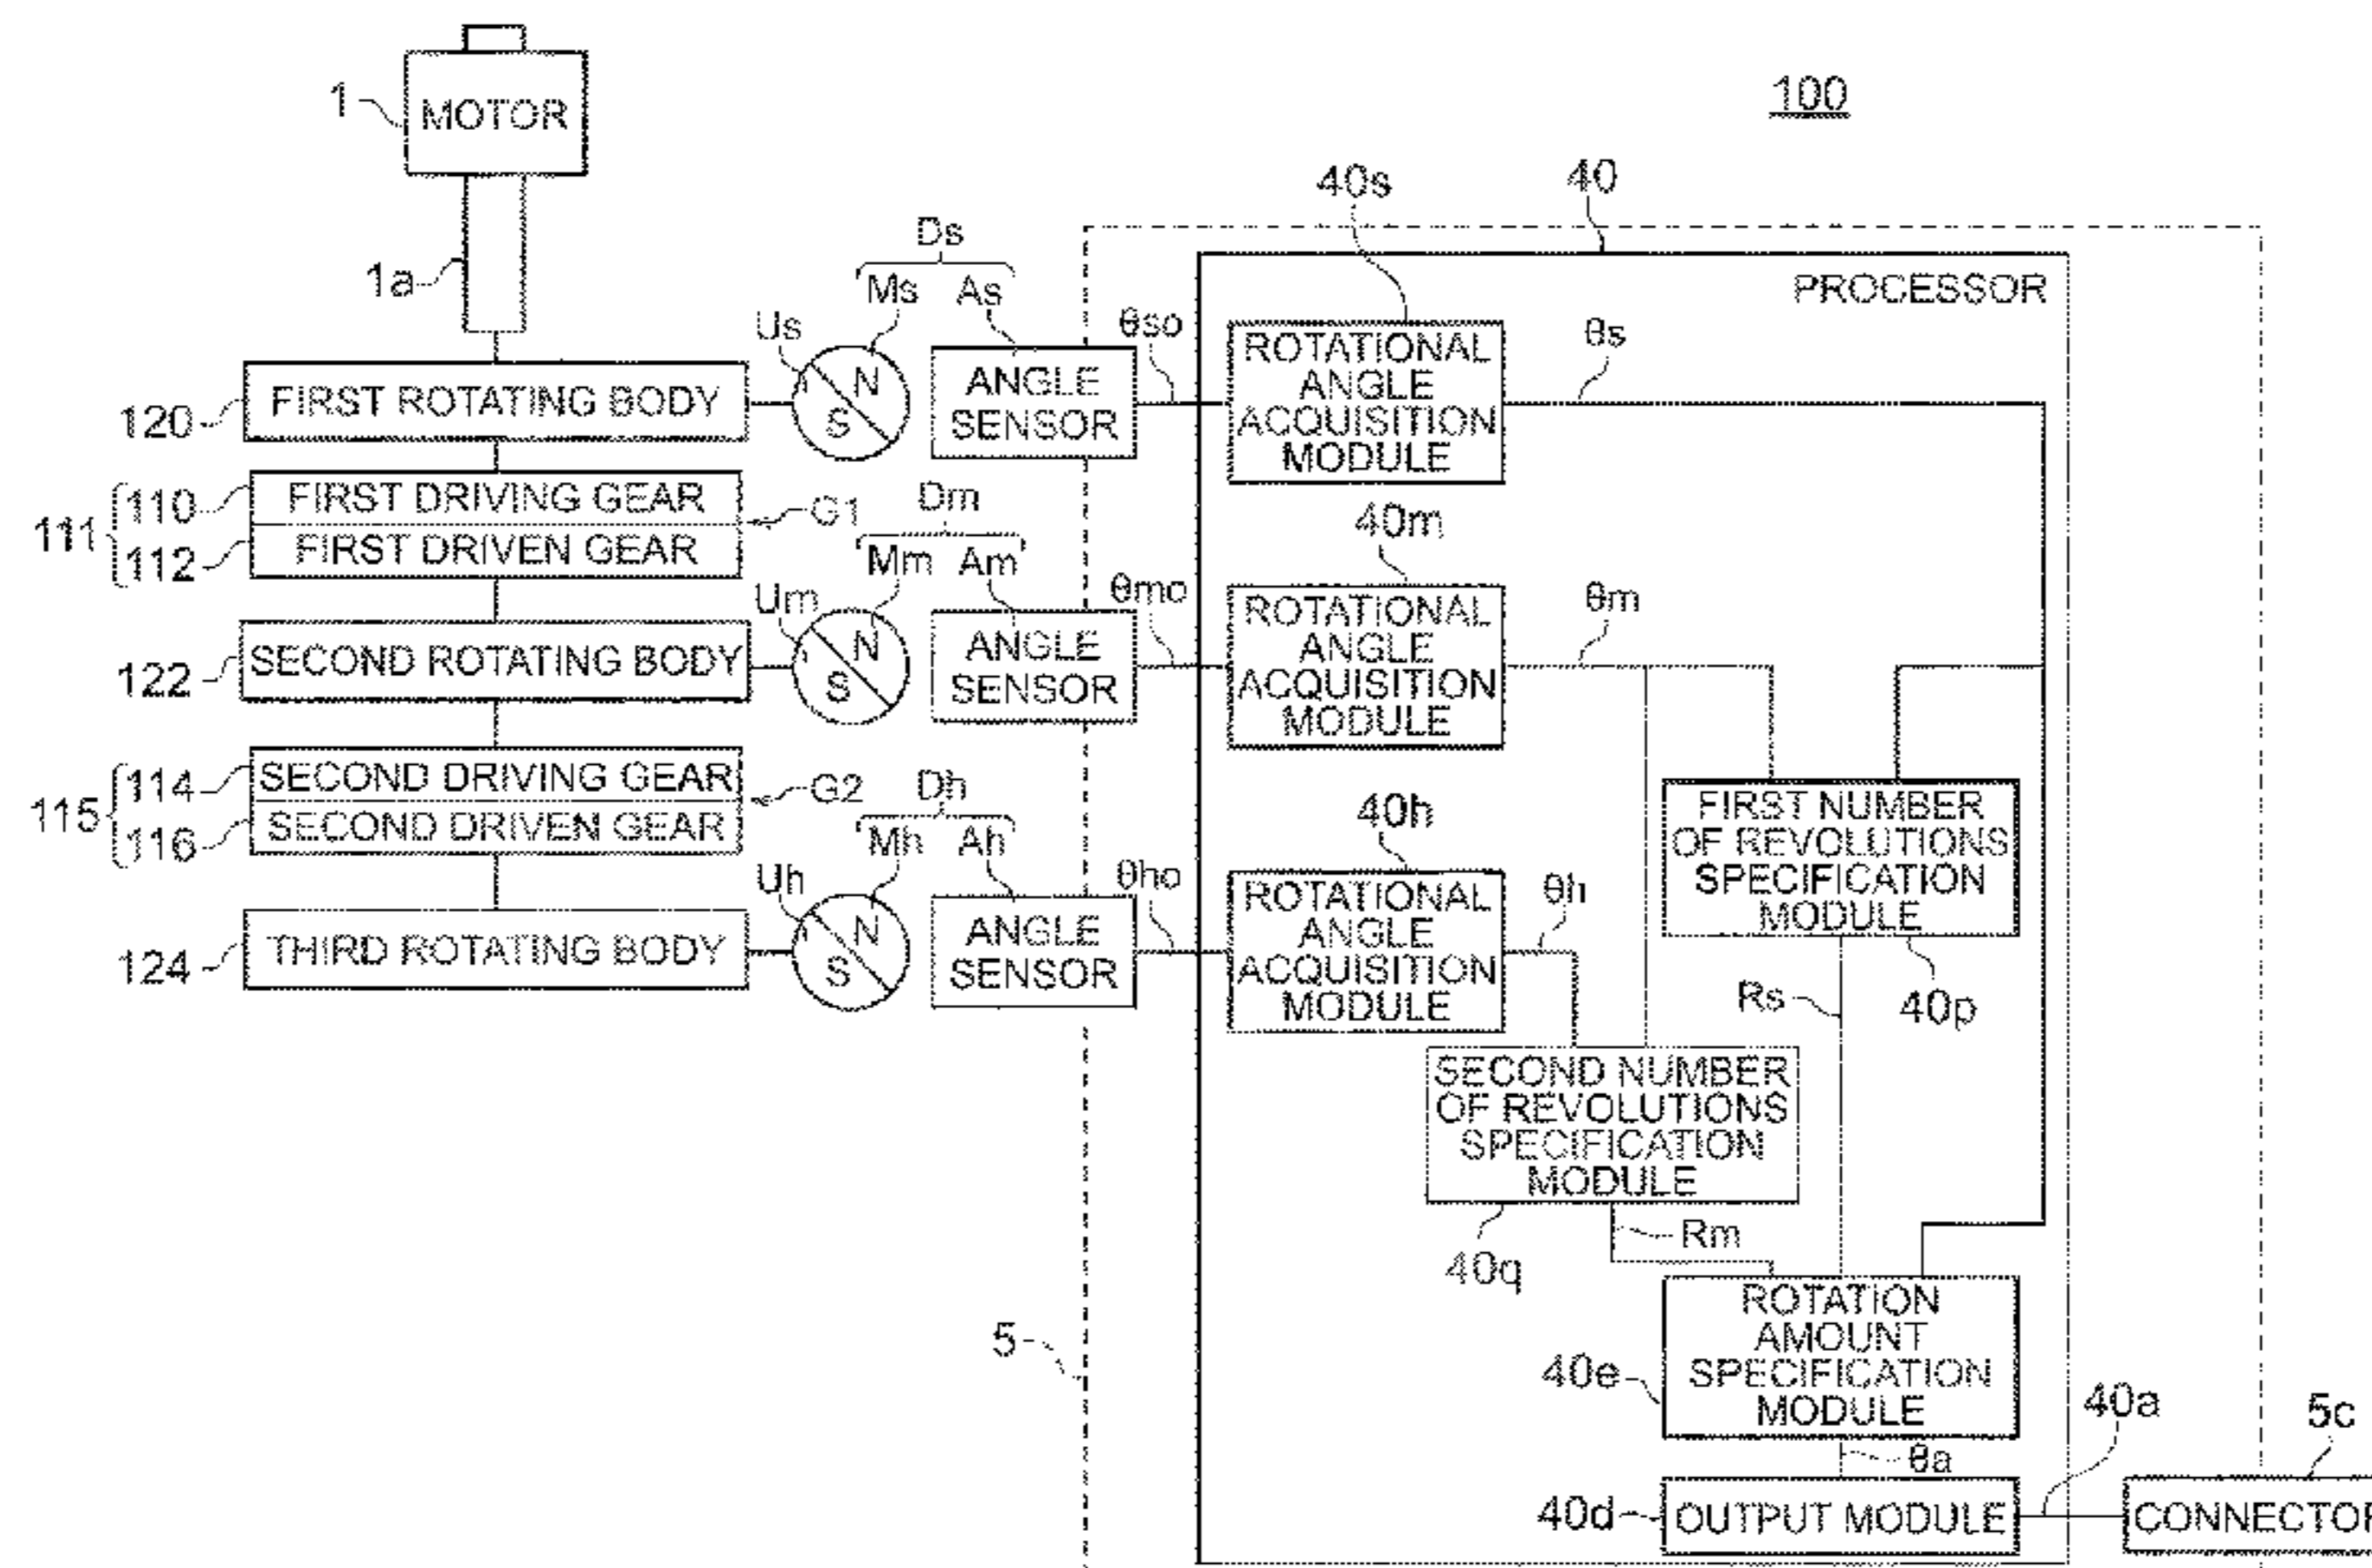 100
1
MOTOR
1a
40s
40
PROCESSOR
Ds
Ms As
Us
N
S
ANGLE
SENSOR
θso
ROTATIONAL
ANGLE
ACQUISITION
MODULE
θs
120
FIRST ROTATING BODY
111
110
FIRST DRIVING GEAR
G1
112
FIRST DRIVEN GEAR
Dm
Mm Am
Um
N
S
ANGLE
SENSOR
θmo
40m
ROTATIONAL
ANGLE
ACQUISITION
MODULE
θm
122
SECOND ROTATING BODY
115
114
SECOND DRIVING GEAR
G2
116
SECOND DRIVEN GEAR
Dh
Mh Ah
Uh
N
S
ANGLE
SENSOR
θho
40h
ROTATIONAL
ANGLE
ACQUISITION
MODULE
θh
124
THIRD ROTATING BODY
FIRST NUMBER
OF REVOLUTIONS
SPECIFICATION
MODULE
40p
Rs
SECOND NUMBER
OF REVOLUTIONS
SPECIFICATION
MODULE
40q
Rm
5
ROTATION
AMOUNT
SPECIFICATION
MODULE
40e
θa
40a
5c
40d
OUTPUT MODULE
CONNECTOR